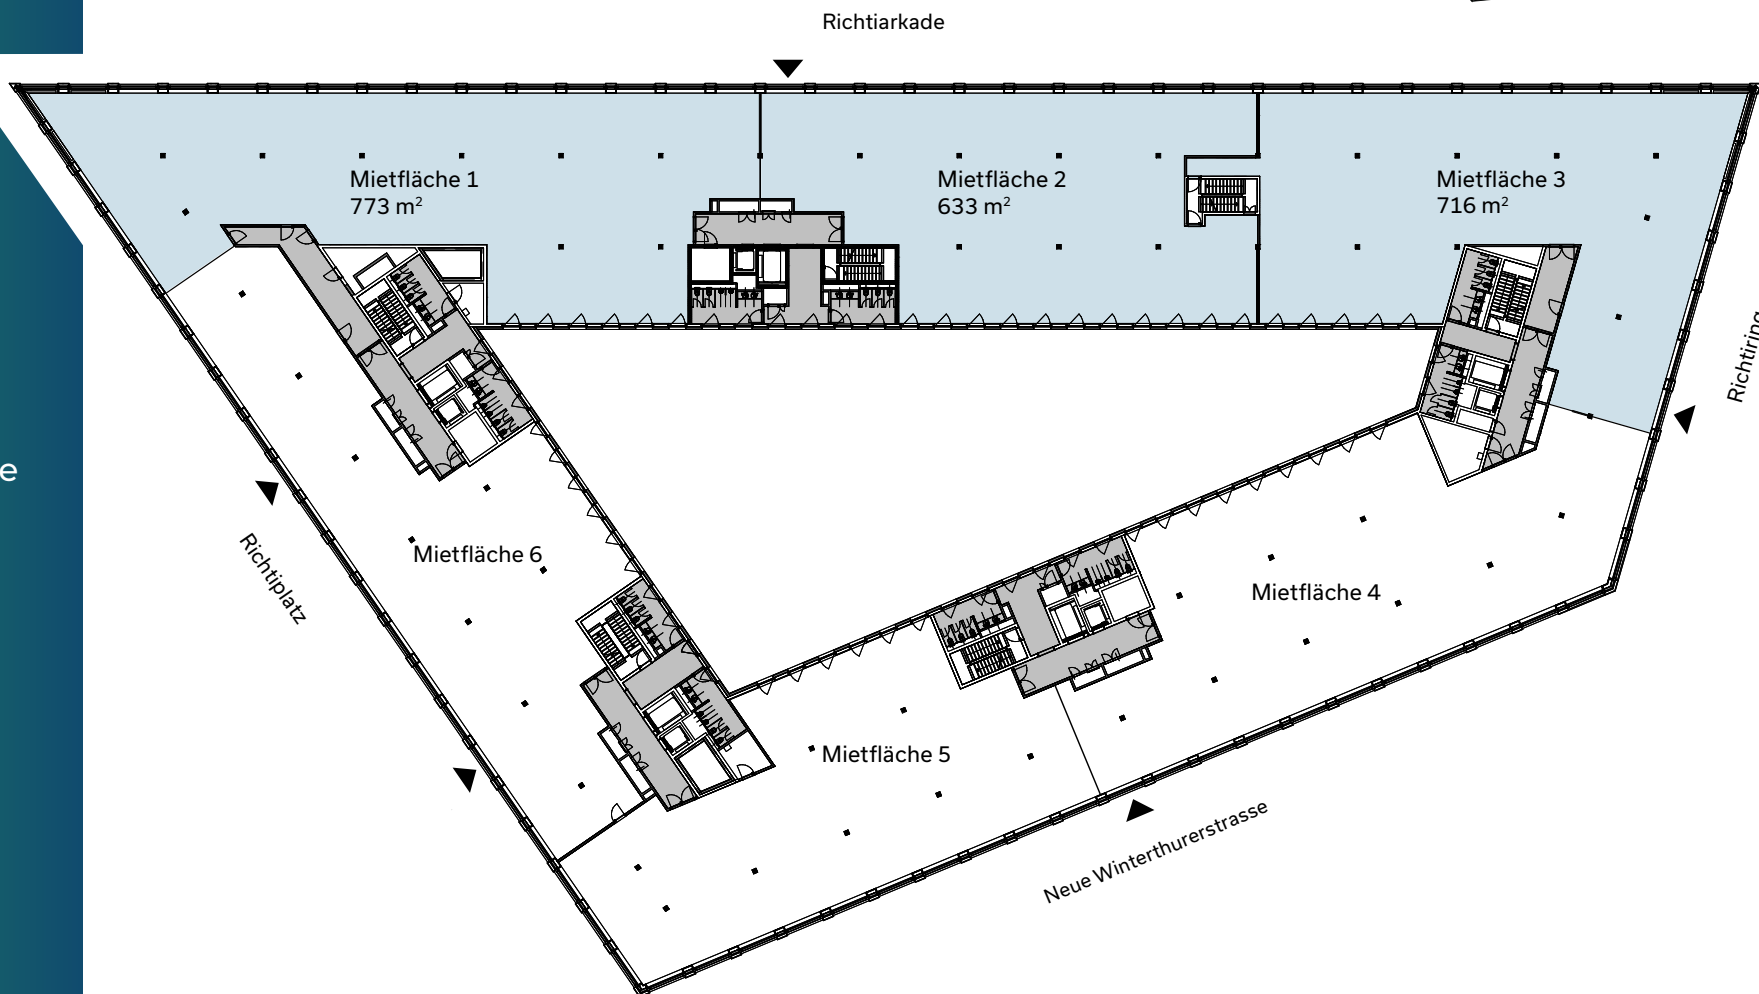 Richtiarkade
Mietfläche 1
773 m²
Mietfläche 2
633 m²
Mietfläche 3
716 m²
Richtiring
e
Mietfläche 6
Richtiplatz
Mietfläche 4
Mietfläche 5
Neue Winterthurerstrasse